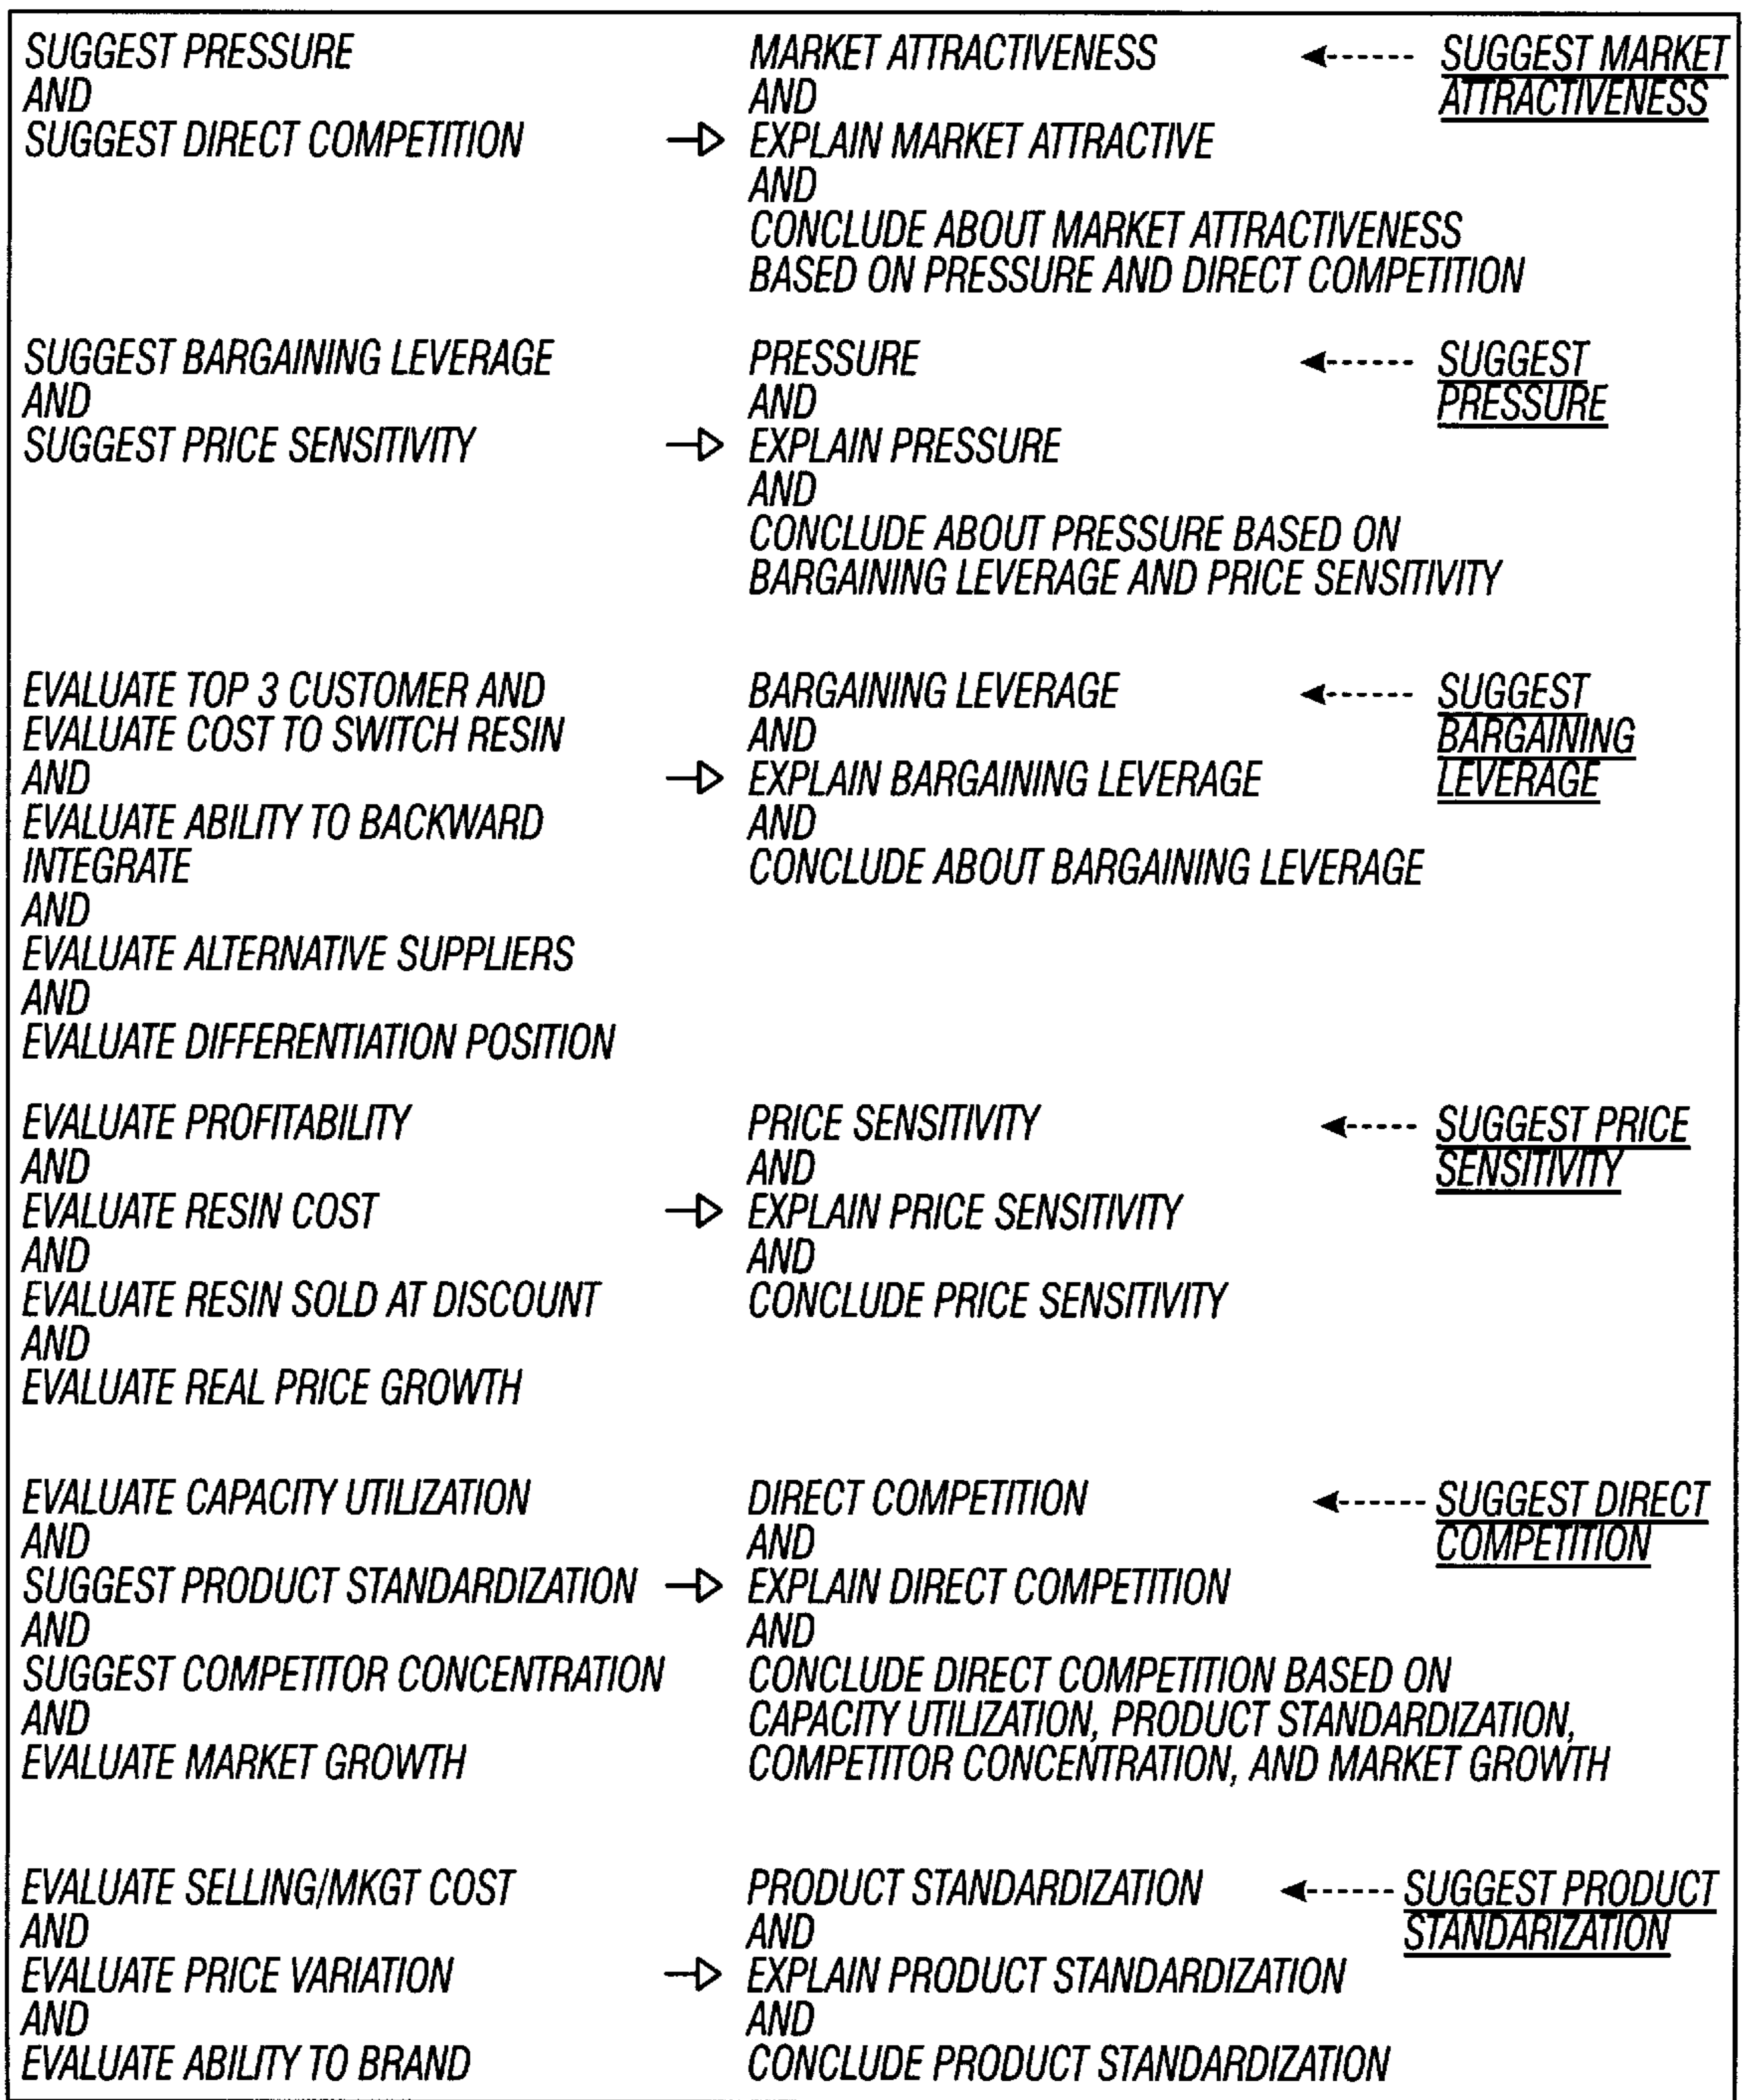 SUGGEST PRESSURE
AND
SUGGEST DIRECT COMPETITION
MARKET ATTRACTIVENESS
AND
EXPLAIN MARKET ATTRACTIVE
AND
CONCLUDE ABOUT MARKET ATTRACTIVENESS
BASED ON PRESSURE AND DIRECT COMPETITION
SUGGEST MARKET
ATTRACTIVENESS
SUGGEST BARGAINING LEVERAGE
AND
SUGGEST PRICE SENSITIVITY
PRESSURE
AND
EXPLAIN PRESSURE
AND
CONCLUDE ABOUT PRESSURE BASED ON
BARGAINING LEVERAGE AND PRICE SENSITIVITY
SUGGEST
PRESSURE
EVALUATE TOP 3 CUSTOMER AND
EVALUATE COST TO SWITCH RESIN
AND
EVALUATE ABILITY TO BACKWARD
INTEGRATE
AND
EVALUATE ALTERNATIVE SUPPLIERS
AND
EVALUATE DIFFERENTIATION POSITION
BARGAINING LEVERAGE
AND
EXPLAIN BARGAINING LEVERAGE
AND
CONCLUDE ABOUT BARGAINING LEVERAGE
SUGGEST
BARGAINING
LEVERAGE
EVALUATE PROFITABILITY
AND
EVALUATE RESIN COST
AND
EVALUATE RESIN SOLD AT DISCOUNT
AND
EVALUATE REAL PRICE GROWTH
PRICE SENSITIVITY
AND
EXPLAIN PRICE SENSITIVITY
AND
CONCLUDE PRICE SENSITIVITY
SUGGEST PRICE
SENSITIVITY
EVALUATE CAPACITY UTILIZATION
AND
SUGGEST PRODUCT STANDARDIZATION
AND
SUGGEST COMPETITOR CONCENTRATION
AND
EVALUATE MARKET GROWTH
DIRECT COMPETITION
AND
EXPLAIN DIRECT COMPETITION
AND
CONCLUDE DIRECT COMPETITION BASED ON
CAPACITY UTILIZATION, PRODUCT STANDARDIZATION,
COMPETITOR CONCENTRATION, AND MARKET GROWTH
SUGGEST DIRECT
COMPETITION
EVALUATE SELLING/MKGT COST
AND
EVALUATE PRICE VARIATION
AND
EVALUATE ABILITY TO BRAND
PRODUCT STANDARDIZATION
AND
EXPLAIN PRODUCT STANDARDIZATION
AND
CONCLUDE PRODUCT STANDARDIZATION
SUGGEST PRODUCT
STANDARIZATION